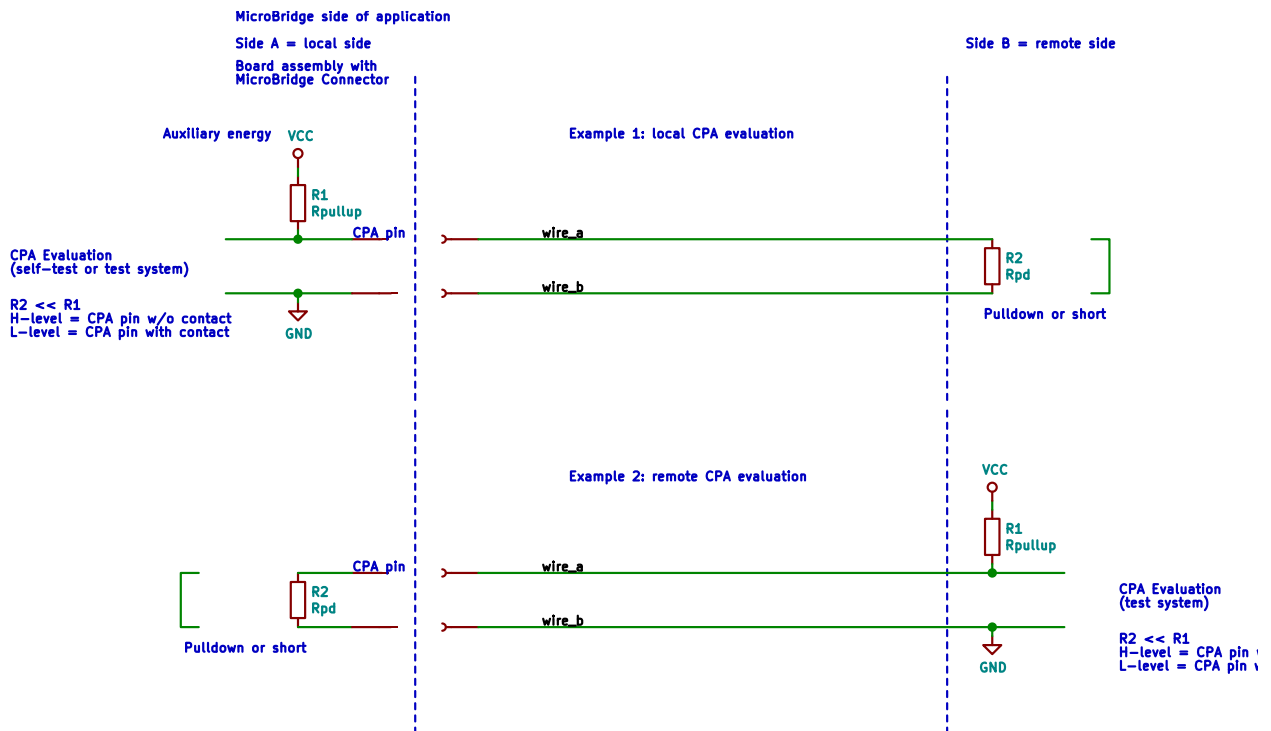 MicroBridge side of application
Side A = local side
Side B = remote side
Board assembly with
MicroBridge Connector
Auxiliary energy
VCC
Example 1: local CPA evaluation
R1
Rpullup
CPA pin
wire_a
CPA Evaluation
(self-test or test system)
R2
Rpd
wire_b
R2 << R1
H-level = CPA pin w/o contact
L-level = CPA pin with contact
GND
Pulldown or short
Example 2: remote CPA evaluation
VCC
R1
Rpullup
CPA pin
wire_a
R2
Rpd
CPA Evaluation
(test system)
wire_b
Pulldown or short
GND
R2 << R1
H-level = CPA pin
L-level = CPA pin